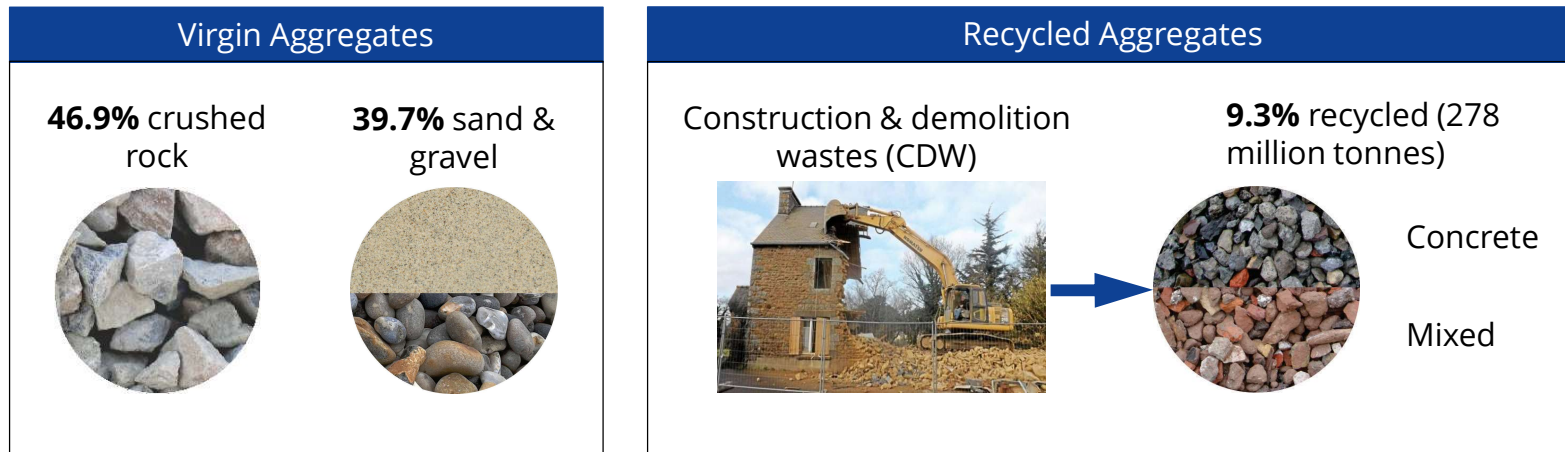 Virgin Aggregates
46.9% crushed
rock
39.7% sand &
gravel
Recycled Aggregates
Construction & demolition
wastes (CDW)
9.3% recycled (278
million tonnes)
Concrete
Mixed